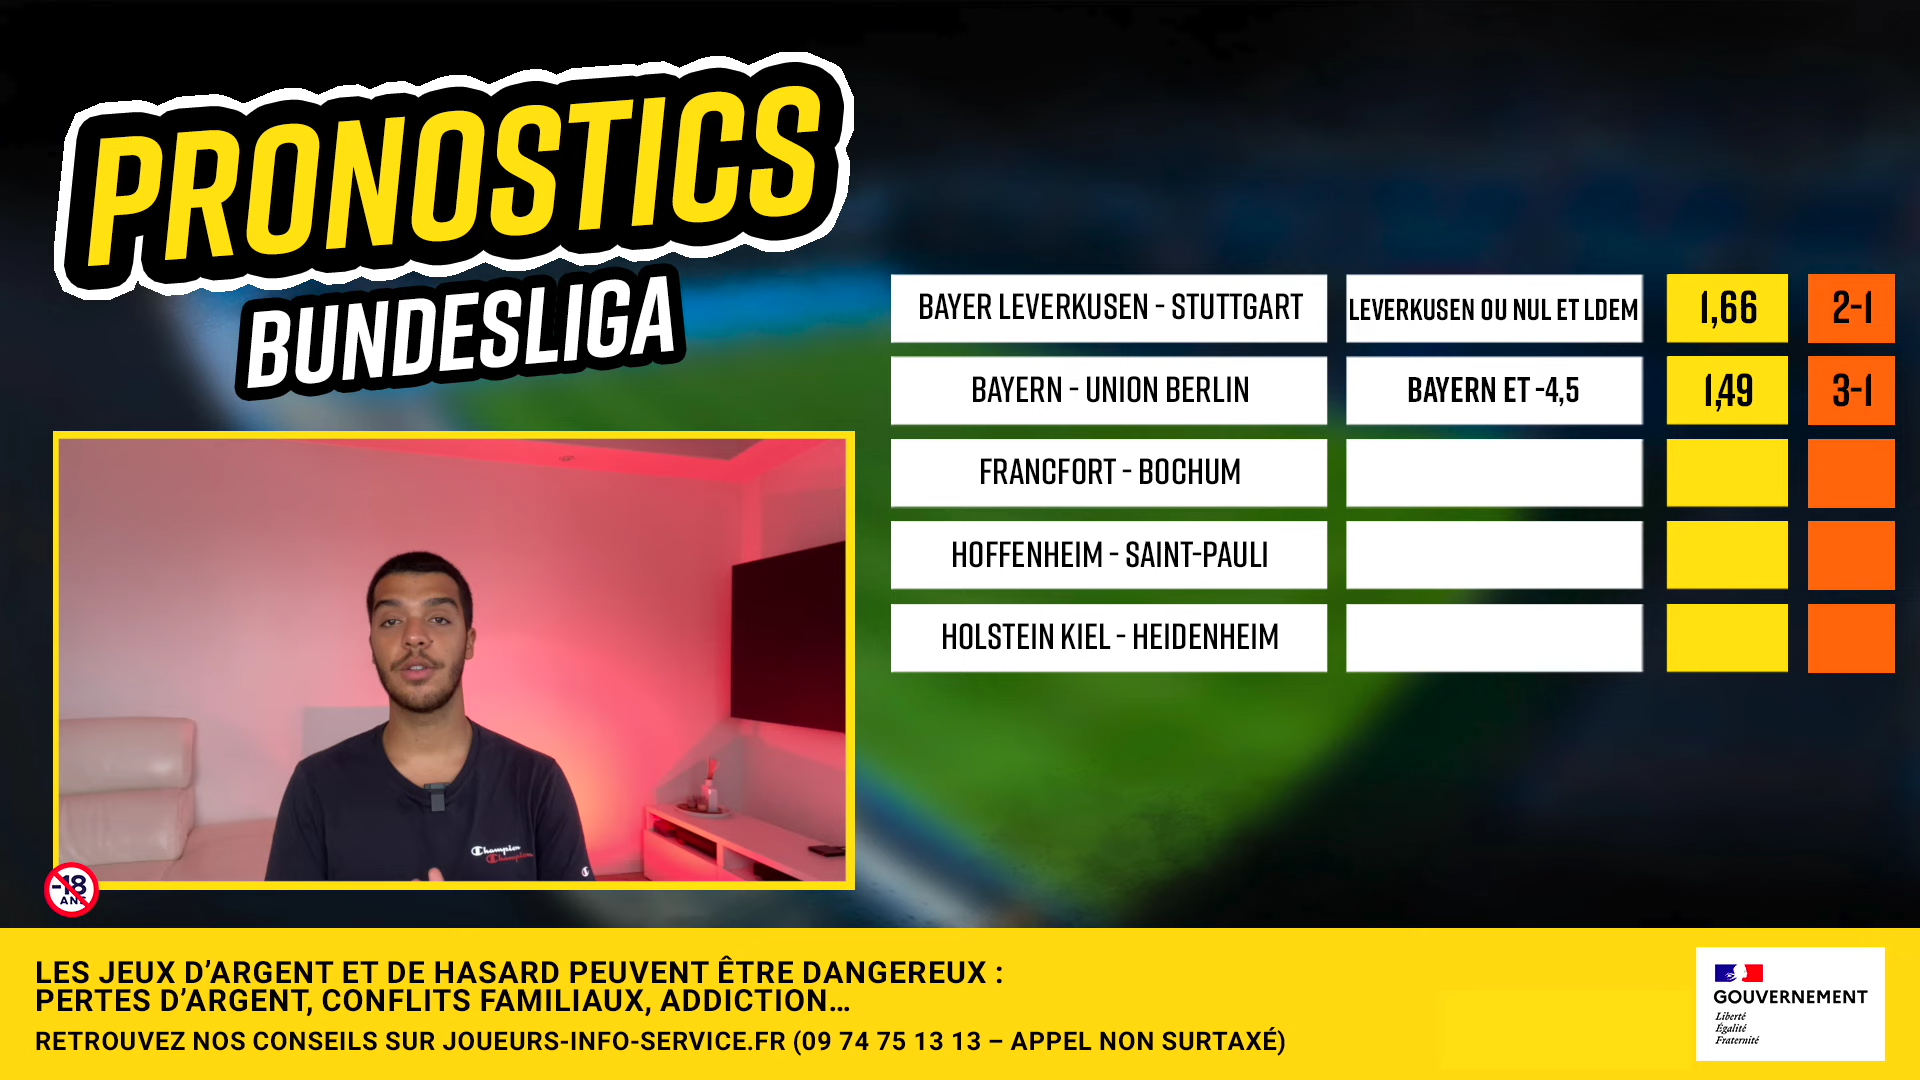 PRONOSTICS
BUNDESLIGA
BAYER LEVERKUSEN - STUTTGART
LEVERKUSEN OU NUL ET LDEM
1,66
2-1
BAYERN - UNION BERLIN
BAYERN ET -4,5
1,49
3-1
FRANCFORT - BOCHUM
HOFFENHEIM - SAINT-PAULI
HOLSTEIN KIEL - HEIDENHEIM
Champion
Champion
-18
ANS
LES JEUX D'ARGENT ET DE HASARD PEUVENT ÊTRE DANGEREUX :
PERTES D'ARGENT, CONFLITS FAMILIAUX, ADDICTION...
RETROUVEZ NOS CONSEILS SUR JOUEURS-INFO-SERVICE.FR (09 74 75 13 13 – APPEL NON SURTAXÉ)
GOUVERNEMENT
Liberté
Égalité
Fraternité